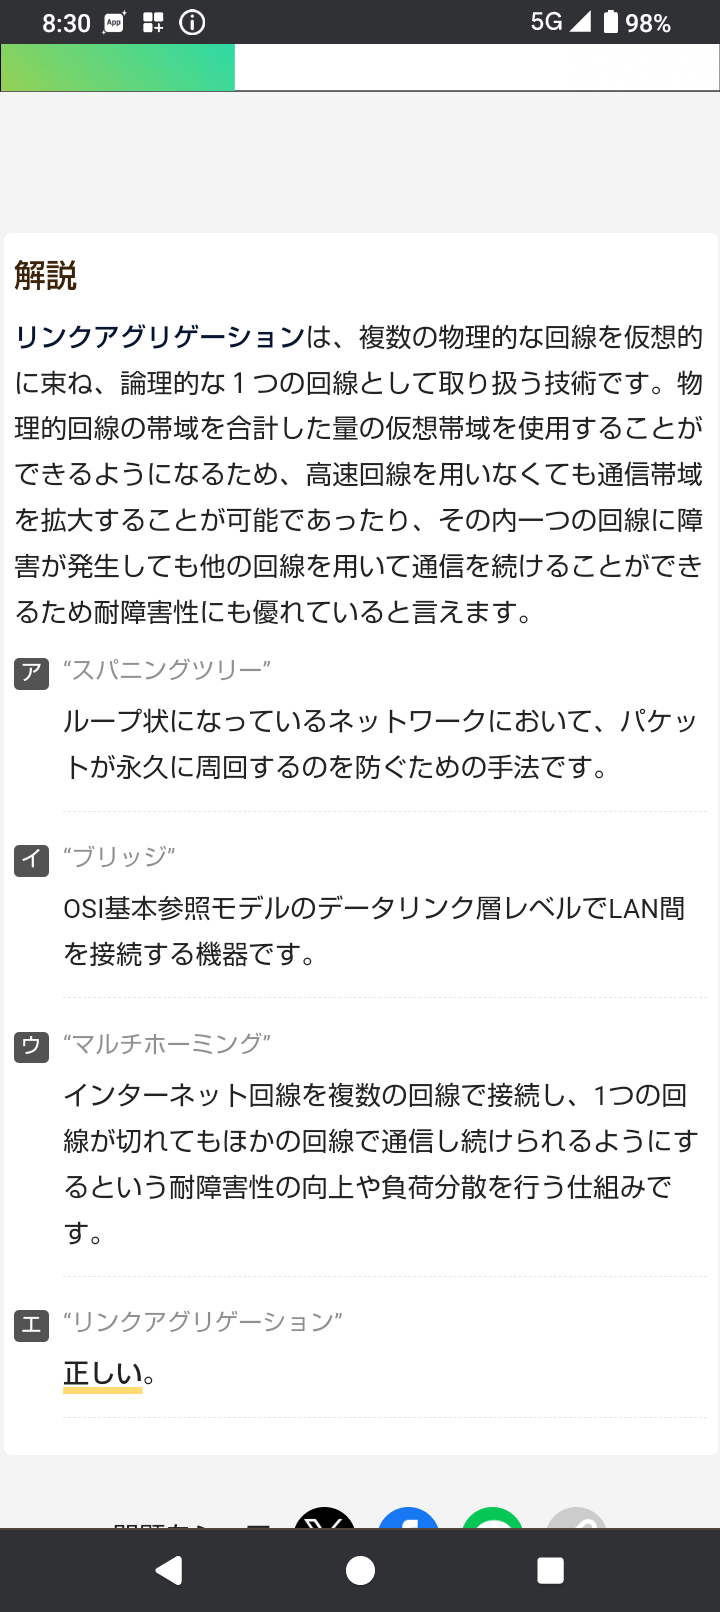 8:30 App 5G 98%
解説
リンクアグリゲーションは、複数の物理的な回線を仮想的
に束ね、論理的な１つの回線として取り扱う技術です。物
理的回線の帯域を合計した量の仮想帯域を使用することが
できるようになるため、高速回線を用いなくても通信帯域
を拡大することが可能であったり、その内一つの回線に障
害が発生しても他の回線を用いて通信を続けることができ
るため耐障害性にも優れていると言えます。
ア “スパニングツリー”
ループ状になっているネットワークにおいて、パケッ
トが永久に周回するのを防ぐための手法です。
イ “ブリッジ”
OSI基本参照モデルのデータリンク層レベルでLAN間
を接続する機器です。
ウ “マルチホーミング”
インターネット回線を複数の回線で接続し、1つの回
線が切れてもほかの回線で通信し続けられるようにす
るという耐障害性の向上や負荷分散を行う仕組みで
す。
エ “リンクアグリゲーション”
正しい。